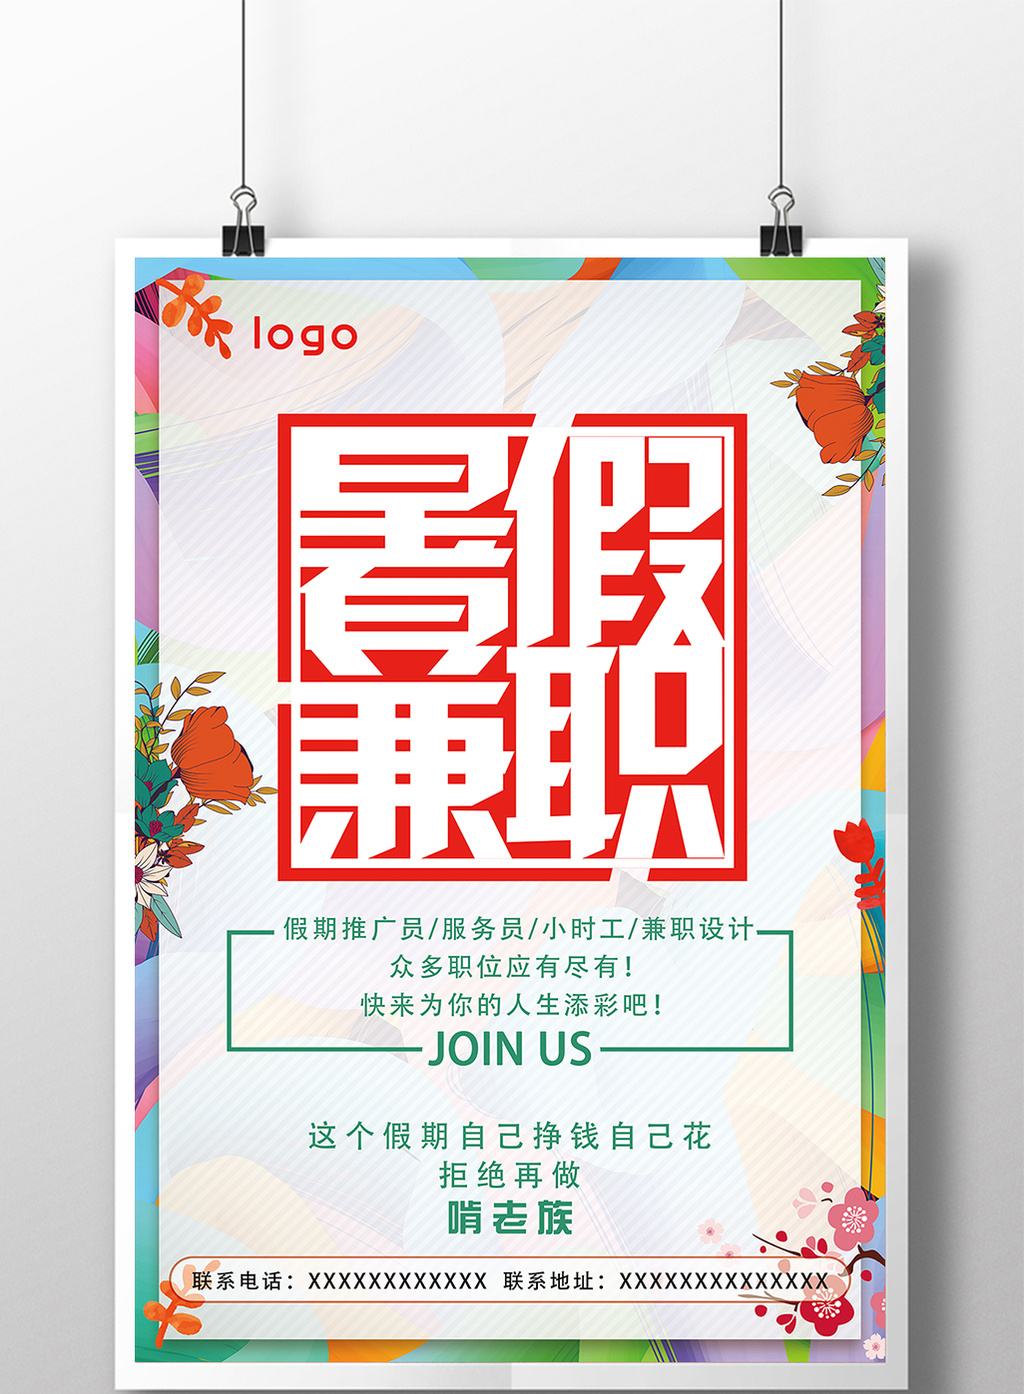 logo
暑假
兼职
假期推广员/服务员/小时工/兼职设计
众多职位应有尽有!
快来为你的人生添彩吧!
JOIN US
这个假期自己挣钱自己花
拒绝再做
啃老族
联系电话：XXXXXXXXXXXX 联系地址：XXXXXXXXXXXXXX